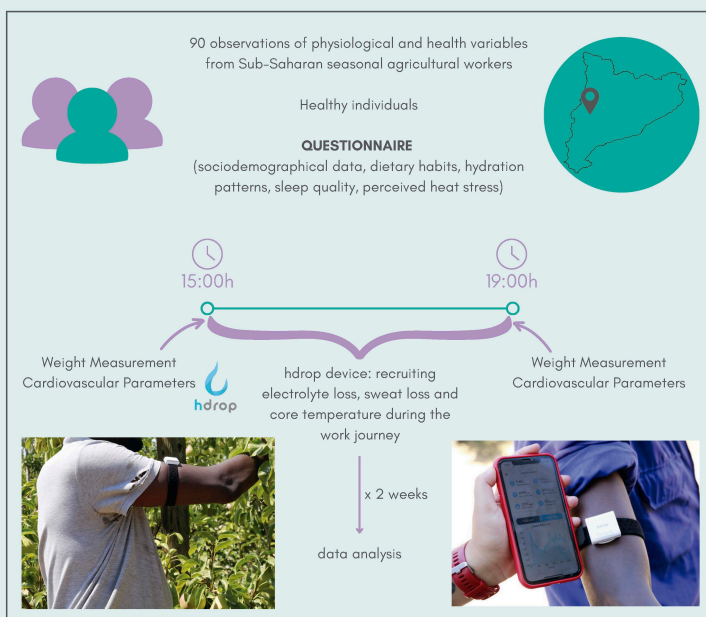 90 observations of physiological and health variables
from Sub-Saharan seasonal agricultural workers
Healthy individuals
QUESTIONNAIRE
(sociodemographical data, dietary habits, hydration
patterns, sleep quality, perceived heat stress)
15:00h
19:00h
Weight Measurement
Cardiovascular Parameters
hdrop
hdrop device: recruiting
electrolyte loss, sweat loss and
core temperature during the
work journey
Weight Measurement
Cardiovascular Parameters
x 2 weeks
data analysis